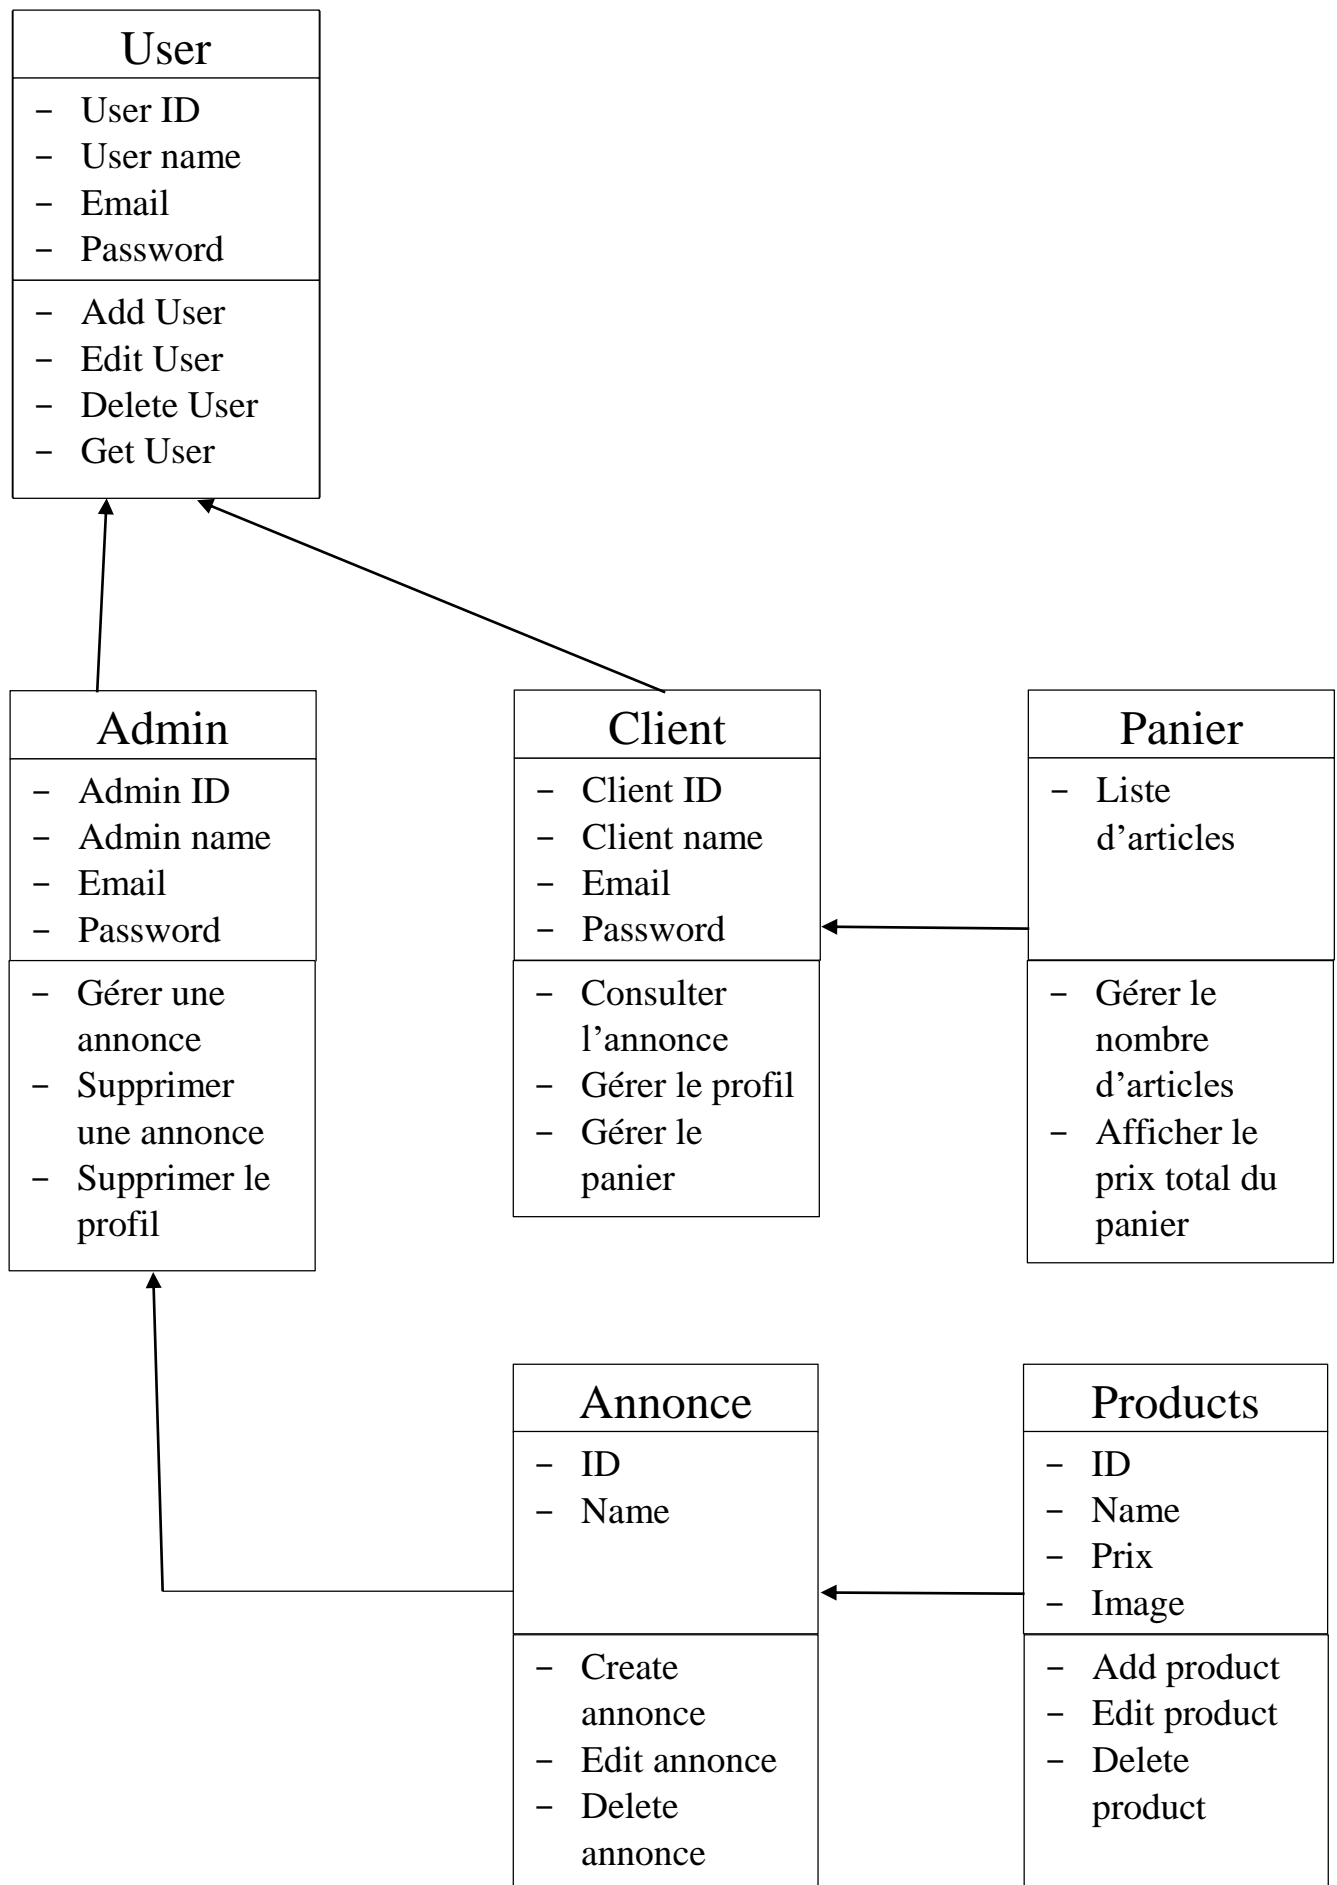 User
- User ID
- User name
- Email
- Password
- Add User
- Edit User
- Delete User
- Get User
Admin
- Admin ID
- Admin name
- Email
- Password
- Gérer une
annonce
- Supprimer
une annonce
- Supprimer le
profil
Client
- Client ID
- Client name
- Email
- Password
- Consulter
l’annonce
- Gérer le profil
- Gérer le
panier
Panier
- Liste
d’articles
- Gérer le
nombre
d’articles
- Afficher le
prix total du
panier
Annonce
- ID
- Name
- Create
annonce
- Edit annonce
- Delete
annonce
Products
- ID
- Name
- Prix
- Image
- Add product
- Edit product
- Delete
product